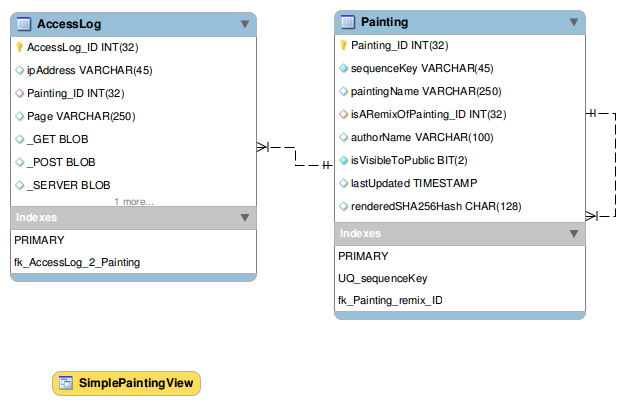 AccessLog
AccessLog_ID INT(32)
ipAddress VARCHAR(45)
Painting_ID INT(32)
Page VARCHAR(250)
_GET BLOB
_POST BLOB
_SERVER BLOB
1 more...
Indexes
PRIMARY
fk_AccessLog_2_Painting
Painting
Painting_ID INT(32)
sequenceKey VARCHAR(45)
paintingName VARCHAR(250)
isARemixOfPainting_ID INT(32)
authorName VARCHAR(100)
isVisibleToPublic BIT(2)
lastUpdated TIMESTAMP
renderedSHA256Hash CHAR(128)
Indexes
PRIMARY
UQ_sequenceKey
fk_Painting_remix_ID
SimplePaintingView